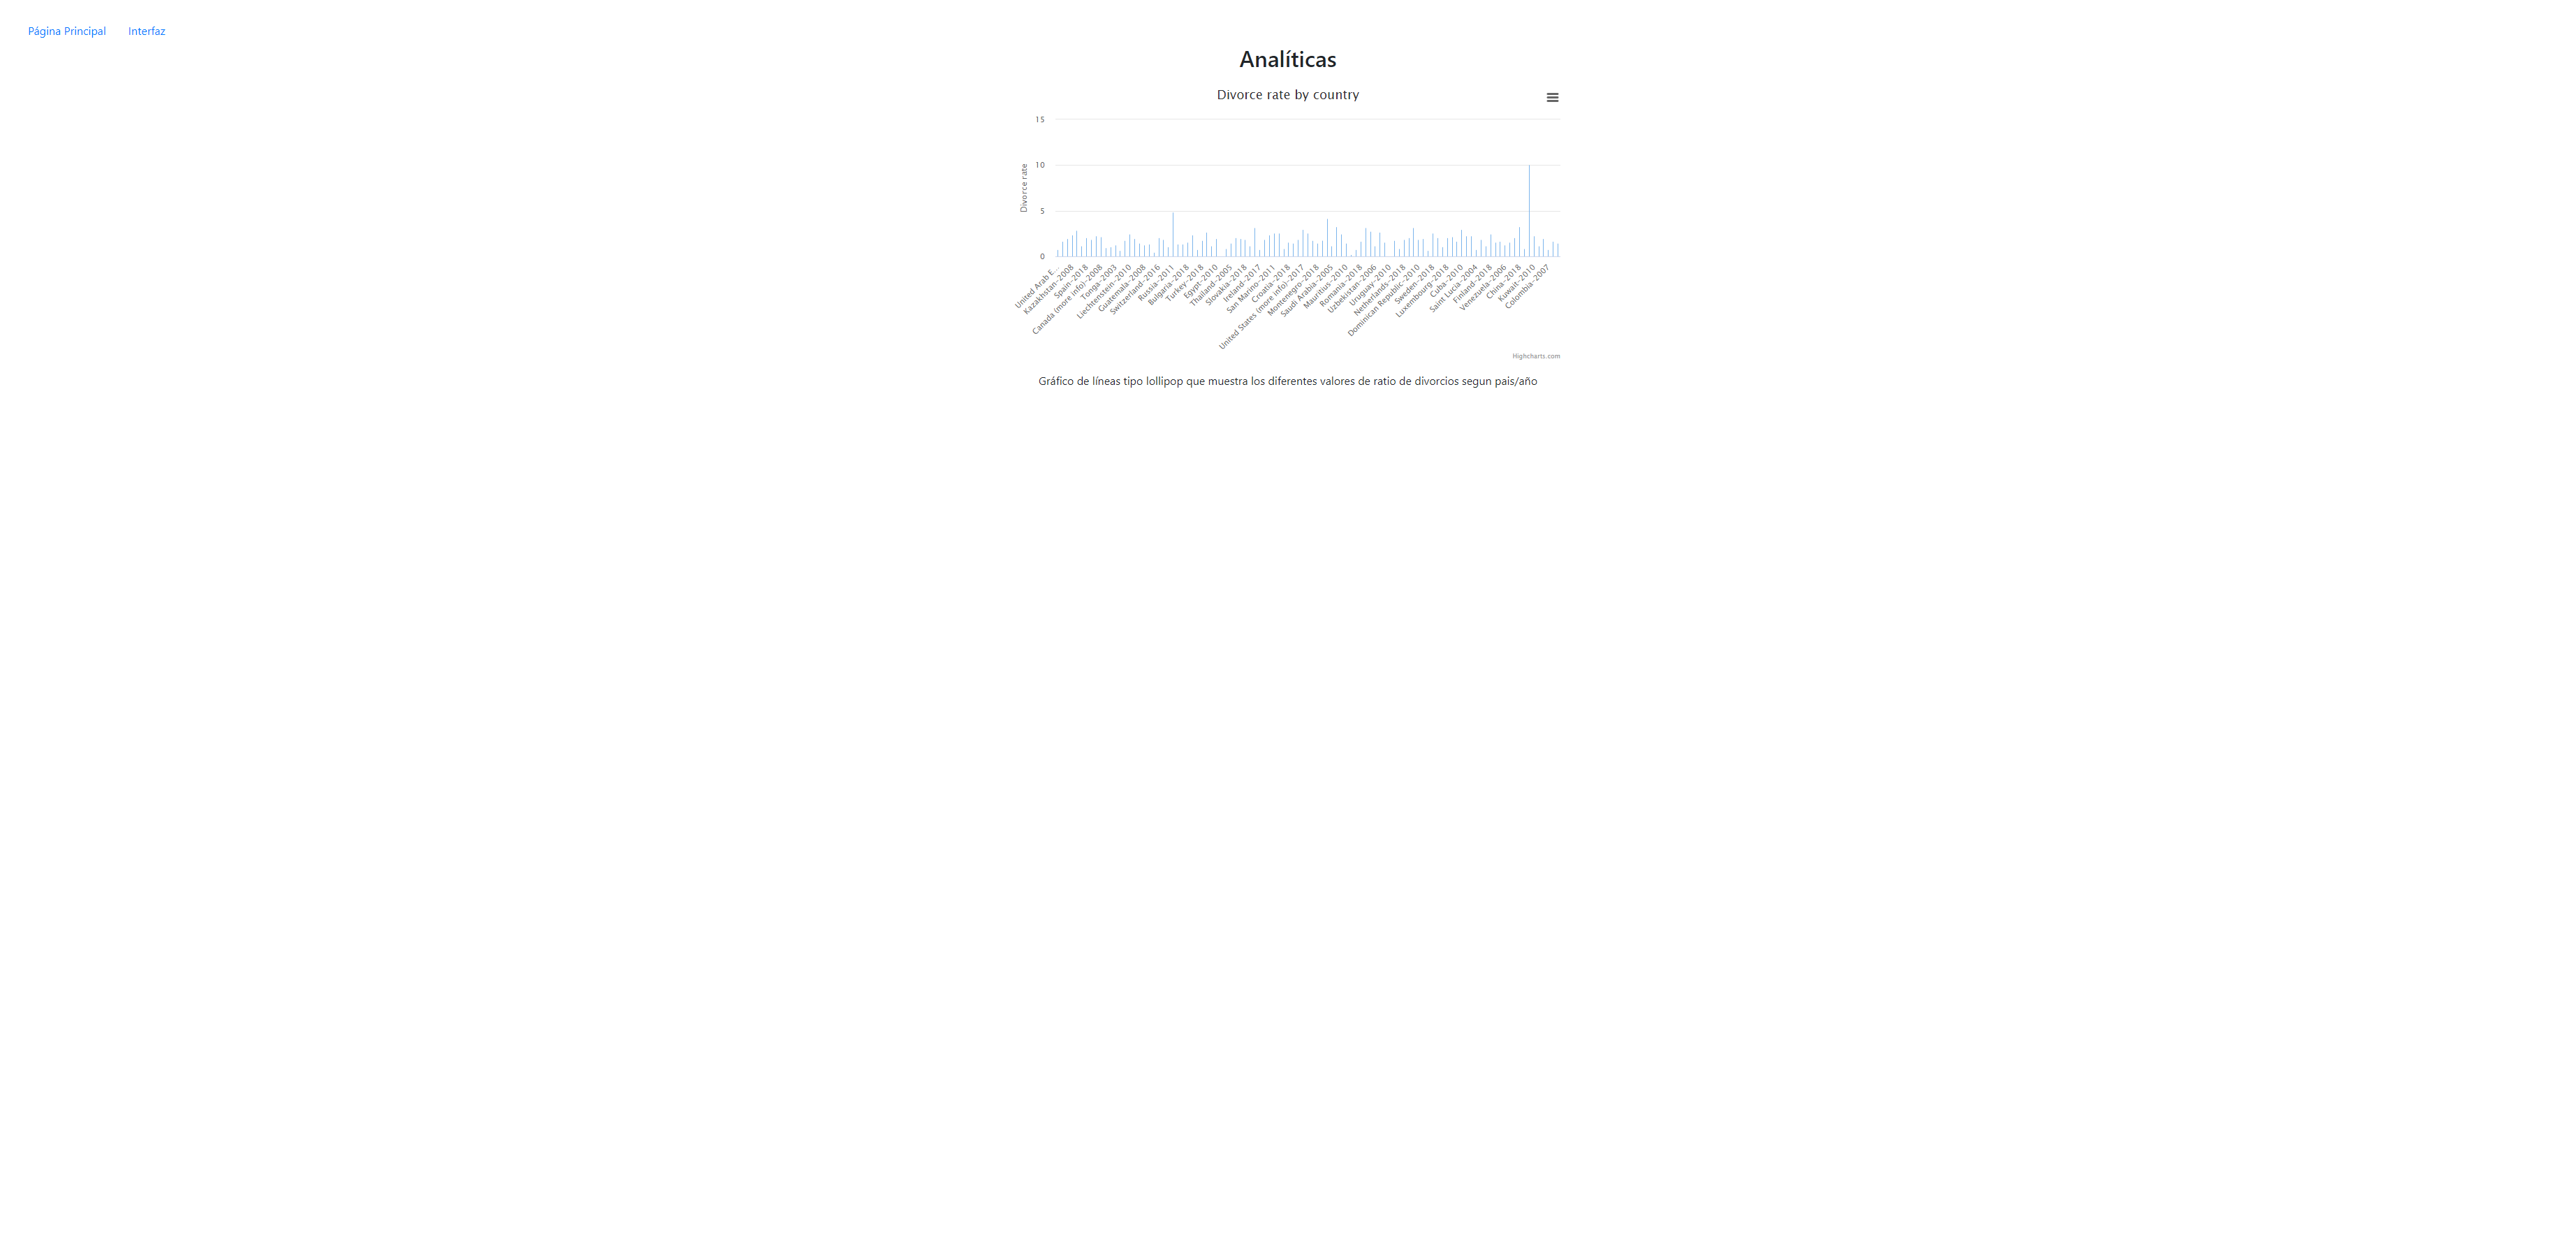 Página Principal Interfaz
Analíticas
Divorce rate by country
15
10
5
0
Divorce rate
United Arab E...
Kazakhstan-2008
Spain-2018
Canada (more info)-2008
Tonga-2003
Liechtenstein-2010
Guatemala-2008
Switzerland-2016
Russia-2011
Bulgaria-2018
Turkey-2018
Egypt-2010
Thailand-2005
Slovakia-2018
Ireland-2017
San Marino-2011
Croatia-2018
United States (more info)-2017
Montenegro-2018
Saudi Arabia-2005
Mauritius-2010
Romania-2018
Uzbekistan-2006
Uruguay-2010
Netherlands-2018
Dominican Republic-2010
Sweden-2018
Luxembourg-2018
Cuba-2010
Saint Lucia-2004
Finland-2018
Venezuela-2006
China-2018
Kuwait-2010
Colombia-2007
Highcharts.com
Gráfico de líneas tipo lollipop que muestra los diferentes valores de ratio de divorcios segun pais/año